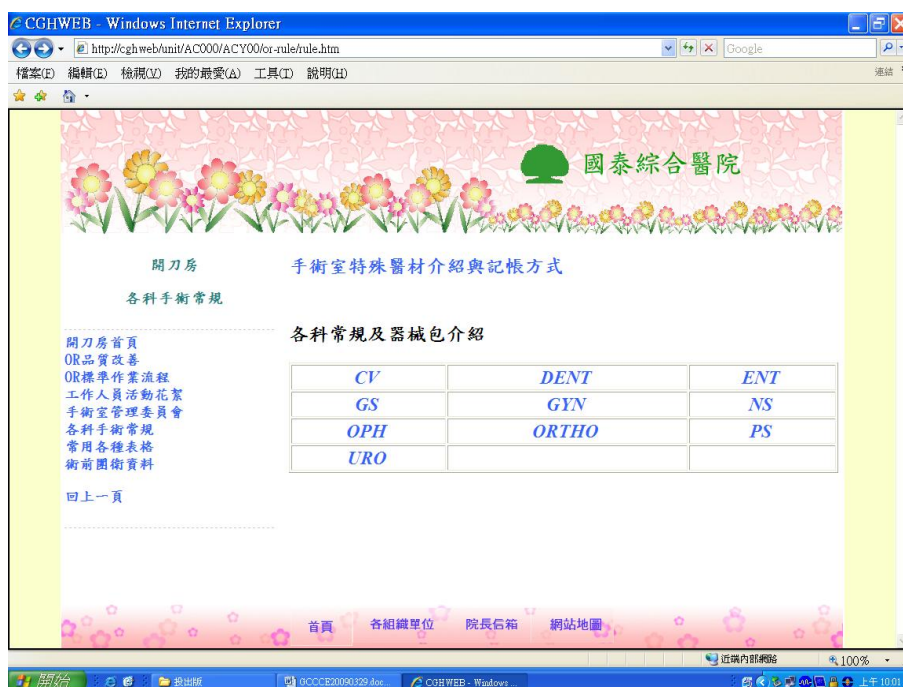 CGHWEB - Windows Internet Explorer
http://cghweb/unit/AC000/ACY00/or-rule/rule.htm
Google
檔案(F) 編輯(E) 檢視(V) 我的最愛(A) 工具(T) 說明(H)
連結
國泰綜合醫院
開刀房
各科手術常規
開刀房首頁
OR品質改善
OR標準作業流程
工作人員活動花絮
手術室管理委員會
各科手術常規
常用各種表格
術前團衛資料
回上一頁
手術室特殊醫材介紹與記帳方式
各科常規及器械包介紹
CV DENT ENT
GS GYN NS
OPH ORTHO PS
URO
首頁 各組織單位 院長信箱 網站地圖
近端內部網路 100%
開始 投出版 GCCCE20090329.doc... CGHWEB - Windows ... 上午 10:01